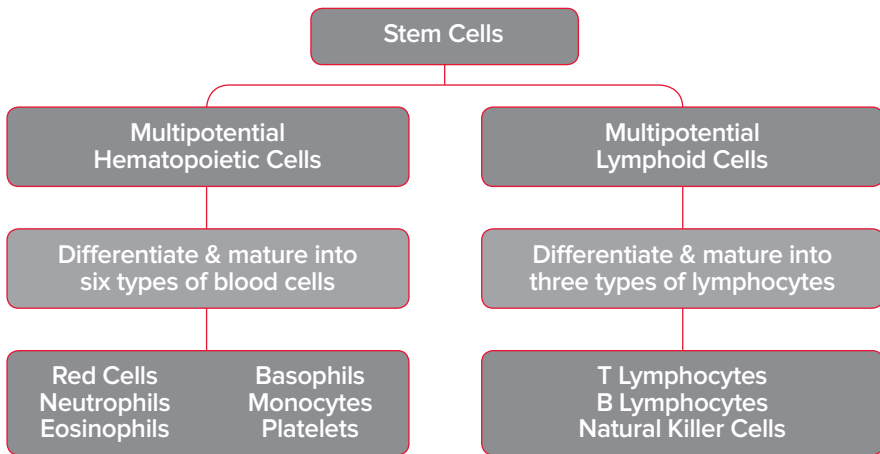 Stem Cells
Multipotential
Hematopoietic Cells
Multipotential
Lymphoid Cells
Differentiate & mature into
six types of blood cells
Differentiate & mature into
three types of lymphocytes
Red Cells
Neutrophils
Eosinophils
Basophils
Monocytes
Platelets
T Lymphocytes
B Lymphocytes
Natural Killer Cells